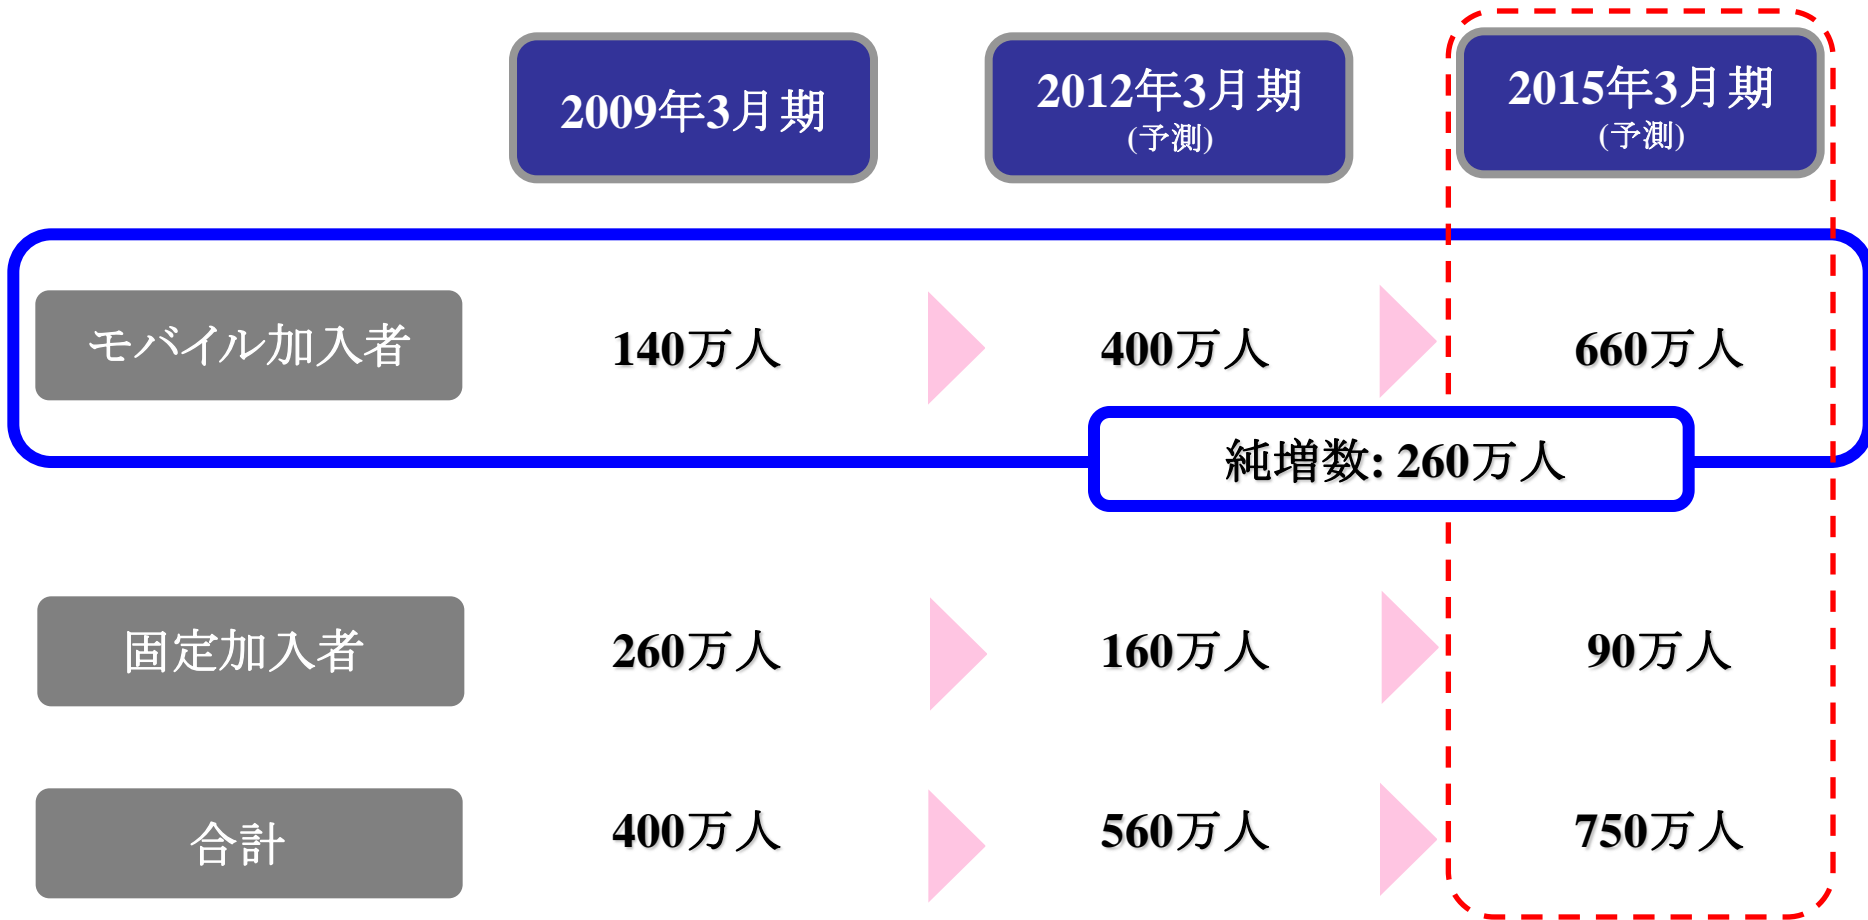 2009年3月期
2012年3月期
(予測)
2015年3月期
(予測)
モバイル加入者
140万人
400万人
660万人
純増数: 260万人
固定加入者
260万人
160万人
90万人
合計
400万人
560万人
750万人